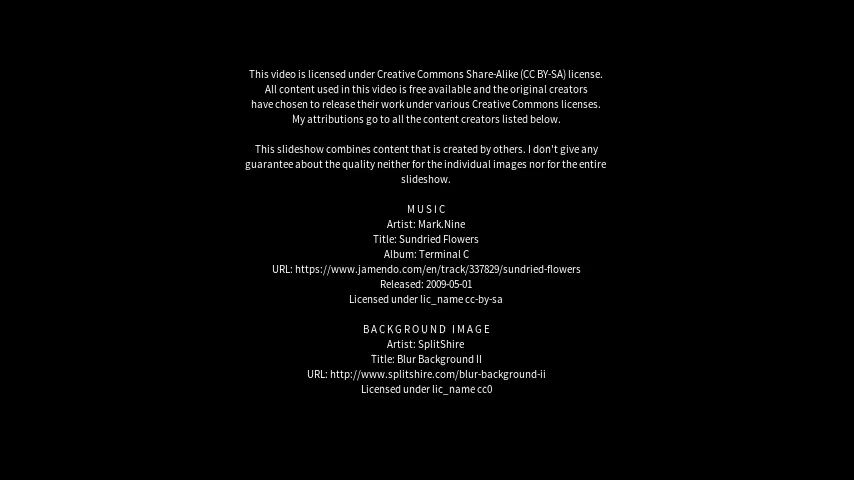 This video is licensed under Creative Commons Share-Alike (CC BY-SA) license.
All content used in this video is free available and the original creators
have chosen to release their work under various Creative Commons licenses.
My attributions go to all the content creators listed below.
This slideshow combines content that is created by others. I don't give any
guarantee about the quality neither for the individual images nor for the entire
slideshow.
MUSIC
Artist: Mark.Nine
Title: Sundried Flowers
Album: Terminal C
URL: https://www.jamendo.com/en/track/337829/sundried-flowers
Released: 2009-05-01
Licensed under lic_name cc-by-sa
BACKGROUND IMAGE
Artist: SplitShire
Title: Blur Background II
URL: http://www.splitshire.com/blur-background-ii
Licensed under lic_name cc0